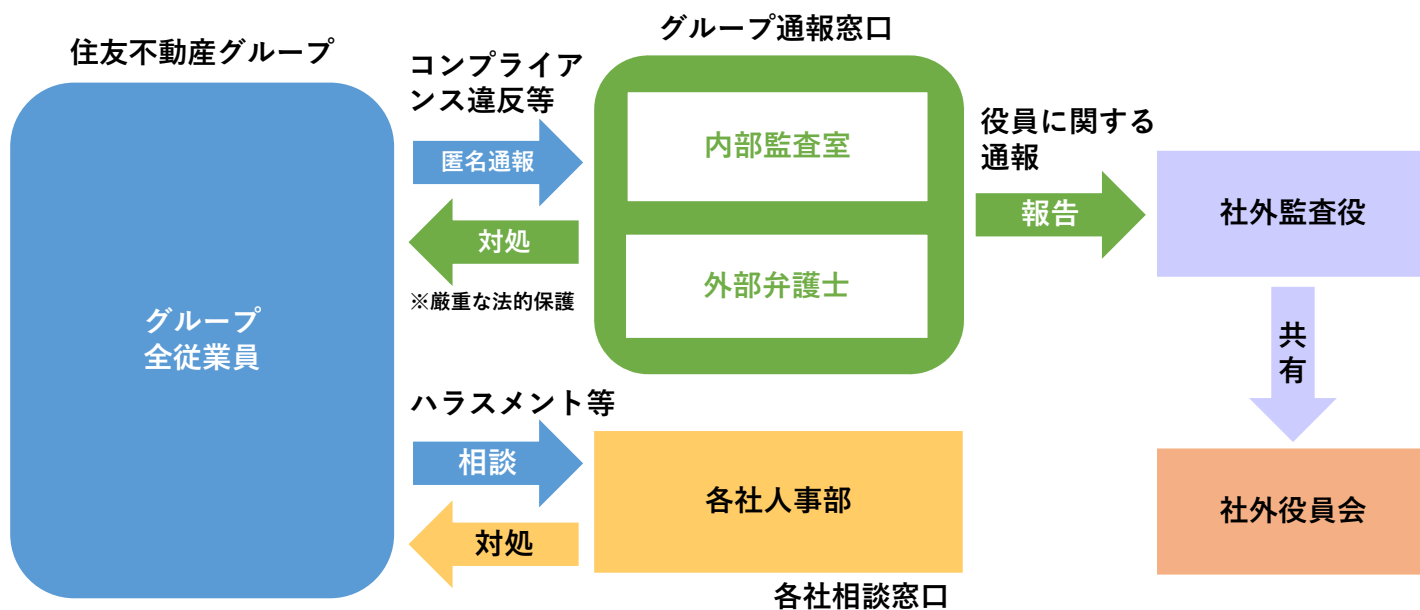 住友不動産グループ
グループ
全従業員
コンプライア
ンス違反等
匿名通報
対処
※厳重な法的保護
グループ通報窓口
内部監査室
外部弁護士
役員に関する
通報
報告
社外監査役
共
有
社外役員会
ハラスメント等
相談
対処
各社人事部
各社相談窓口